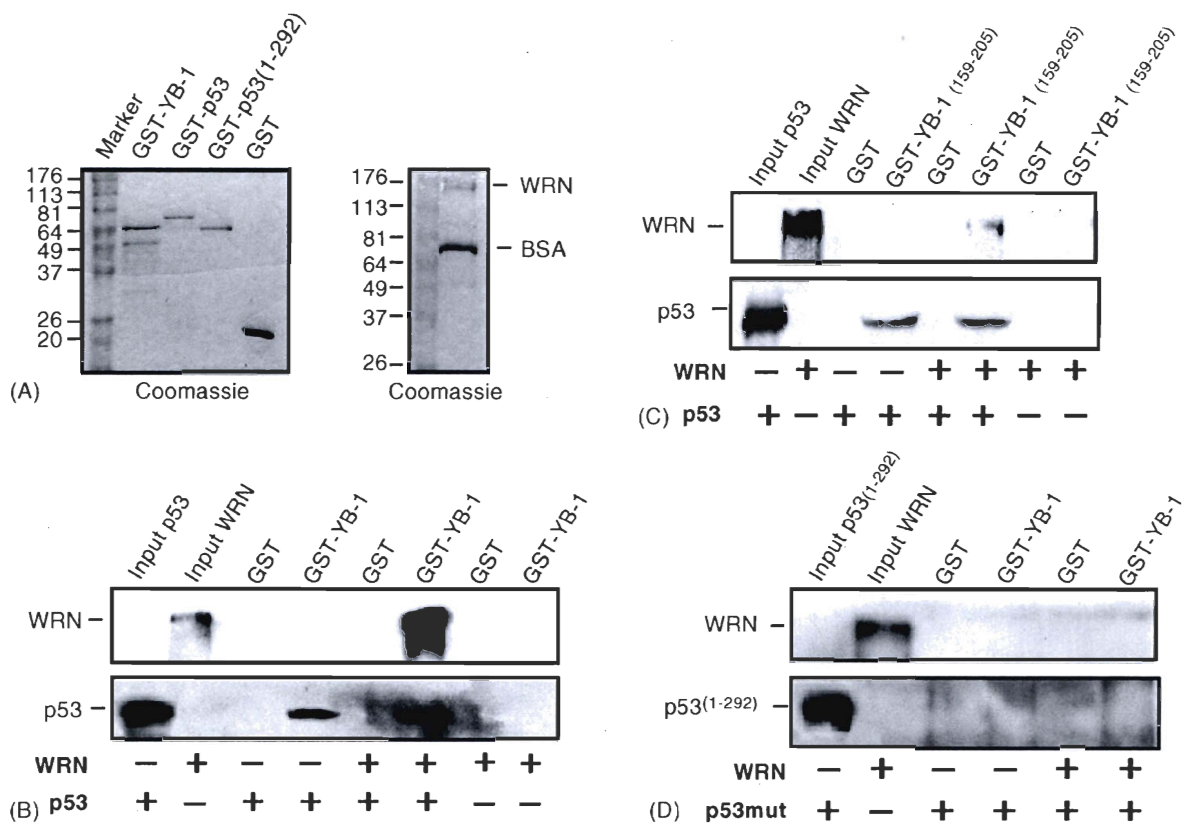 Marker
GST-YB-1
GST-p53
GST-p53(1-292)
GST
176
113
81
64
49
37
26
20
Coomassie
176
113
81
64
49
37
26
WRN
BSA
Coomassie
(A)
Input p53
Input WRN
GST
GST-YB-1
GST
GST-YB-1
GST
GST-YB-1
WRN
p53
WRN − + − − + + + +
(B) p53 + − + + + + − −
Input p53
Input WRN
GST
GST-YB-1 (159-205)
GST
GST-YB-1 (159-205)
GST
GST-YB-1 (159-205)
WRN
p53
WRN − + − − + + + +
(C) p53 + − + + + + − −
Input p53(1-292)
Input WRN
GST
GST-YB-1
GST
GST-YB-1
WRN
p53(1-292)
WRN − + − − + +
(D) p53mut + − + + + +